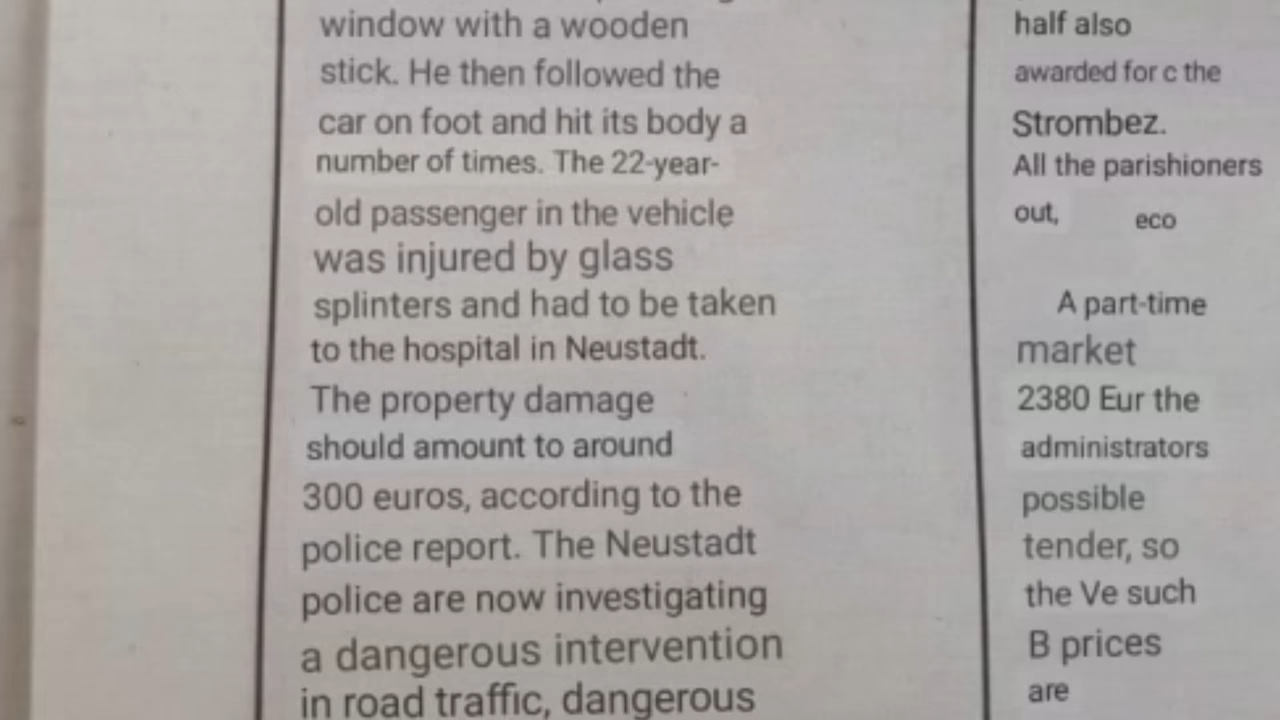 window with a wooden
stick. He then followed the
car on foot and hit its body a
number of times. The 22-year-
old passenger in the vehicle
was injured by glass
splinters and had to be taken
to the hospital in Neustadt.
The property damage
should amount to around
300 euros, according to the
police report. The Neustadt
police are now investigating
a dangerous intervention
in road traffic, dangerous
half also
awarded for c the
Strombez.
All the parishioners
out, eco
A part-time
market
2380 Eur the
administrators
possible
tender, so
the Ve such
B prices
are